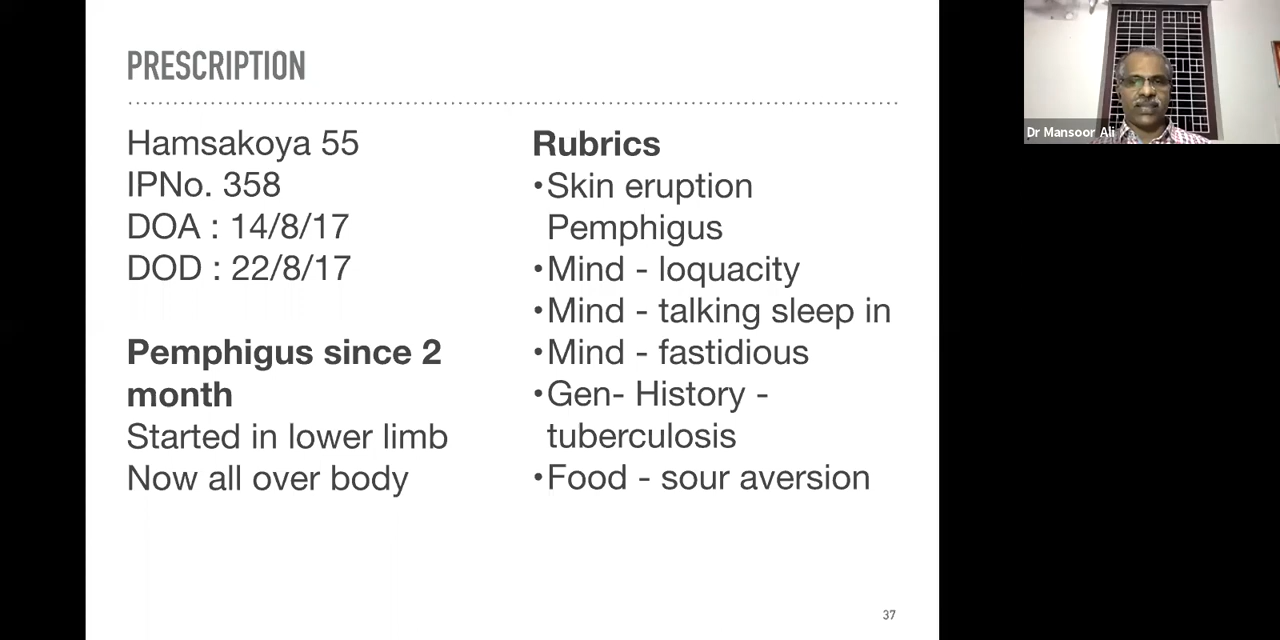 PRESCRIPTION
Hamsakoya 55
IPNo. 358
DOA : 14/8/17
DOD : 22/8/17
Pemphigus since 2
month
Started in lower limb
Now all over body
Rubrics
•Skin eruption
Pemphigus
•Mind - loquacity
•Mind - talking sleep in
•Mind - fastidious
•Gen- History -
tuberculosis
•Food - sour aversion
37
Dr Mansoor Ali